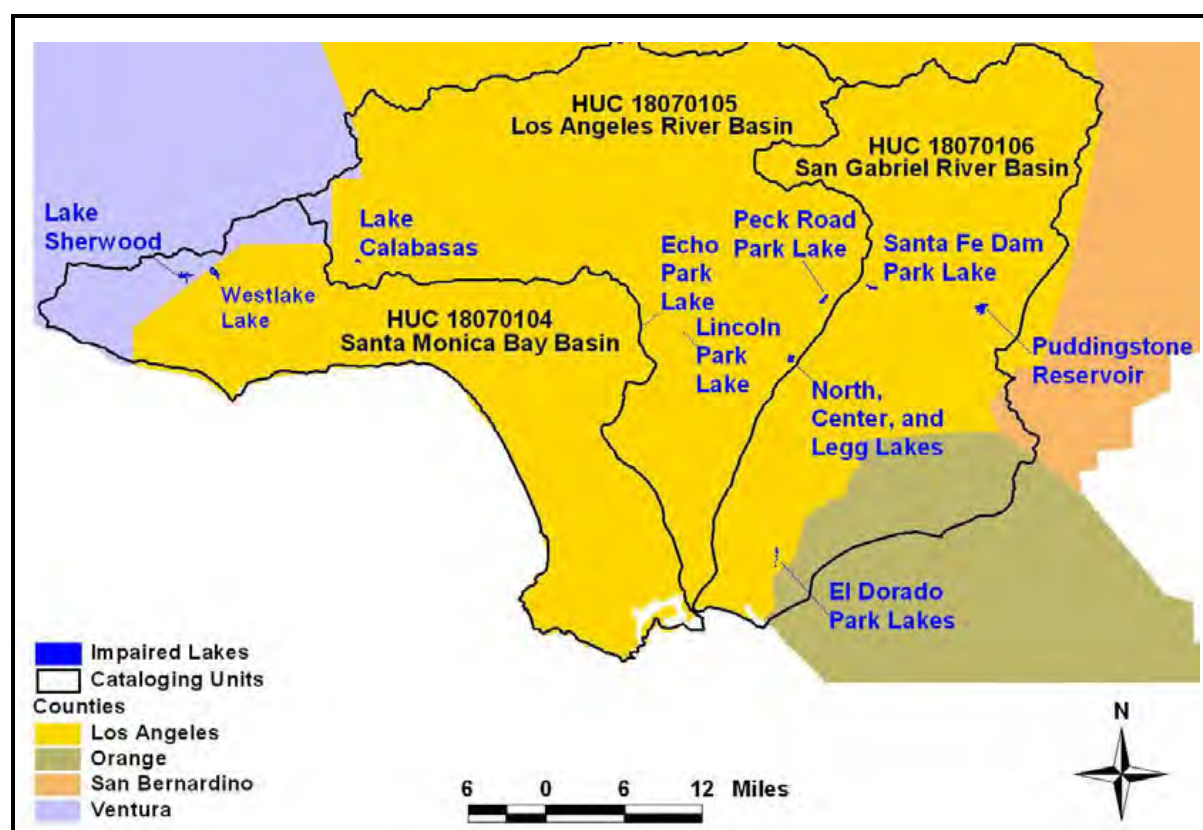 HUC 18070105
Los Angeles River Basin
HUC 18070106
San Gabriel River Basin
Lake
Sherwood
Lake
Calabasas
Westlake
Lake
Echo
Park
Lake
Peck Road
Park Lake
Santa Fe Dam
Park Lake
HUC 18070104
Santa Monica Bay Basin
Lincoln
Park
Lake
Puddingstone
Reservoir
North,
Center, and
Legg Lakes
El Dorado
Park Lakes
Impaired Lakes
Cataloging Units
Counties
Los Angeles
Orange
San Bernardino
Ventura
6 0 6 12 Miles
N